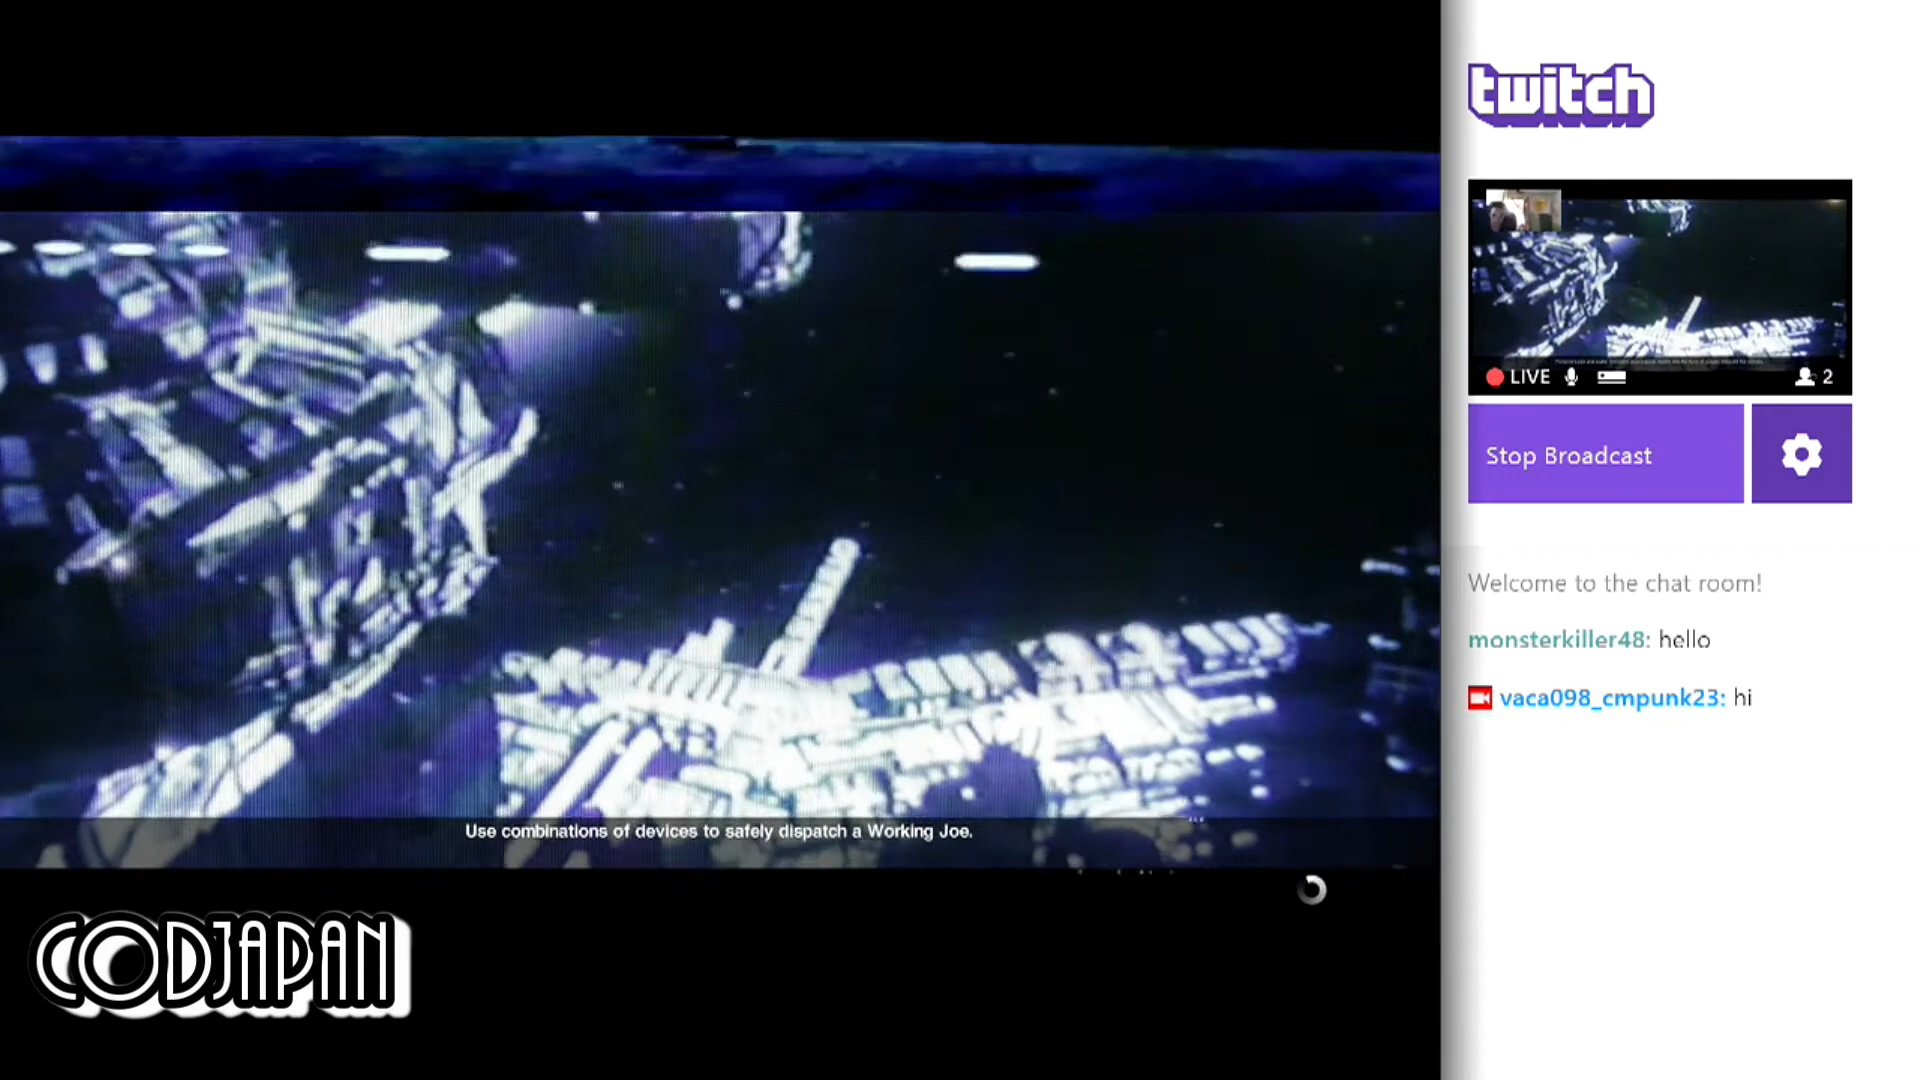 twitch
LIVE
2
Stop Broadcast
Welcome to the chat room!
monsterkiller48: hello
vaca098_cmpunk23: hi
Use combinations of devices to safely dispatch a Working Joe.
CODJAPAN